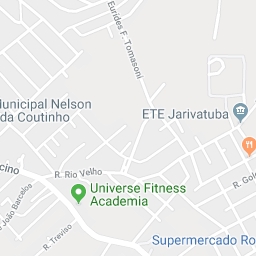 Eurides F. Tomasoni
ETE Jarivatuba
Municipal Nelson
da Coutinho
R. Rio Velho
cino
Universe Fitness
Academia
R. Gol
João Barcelos
R. Treviso
Supermercado Ro